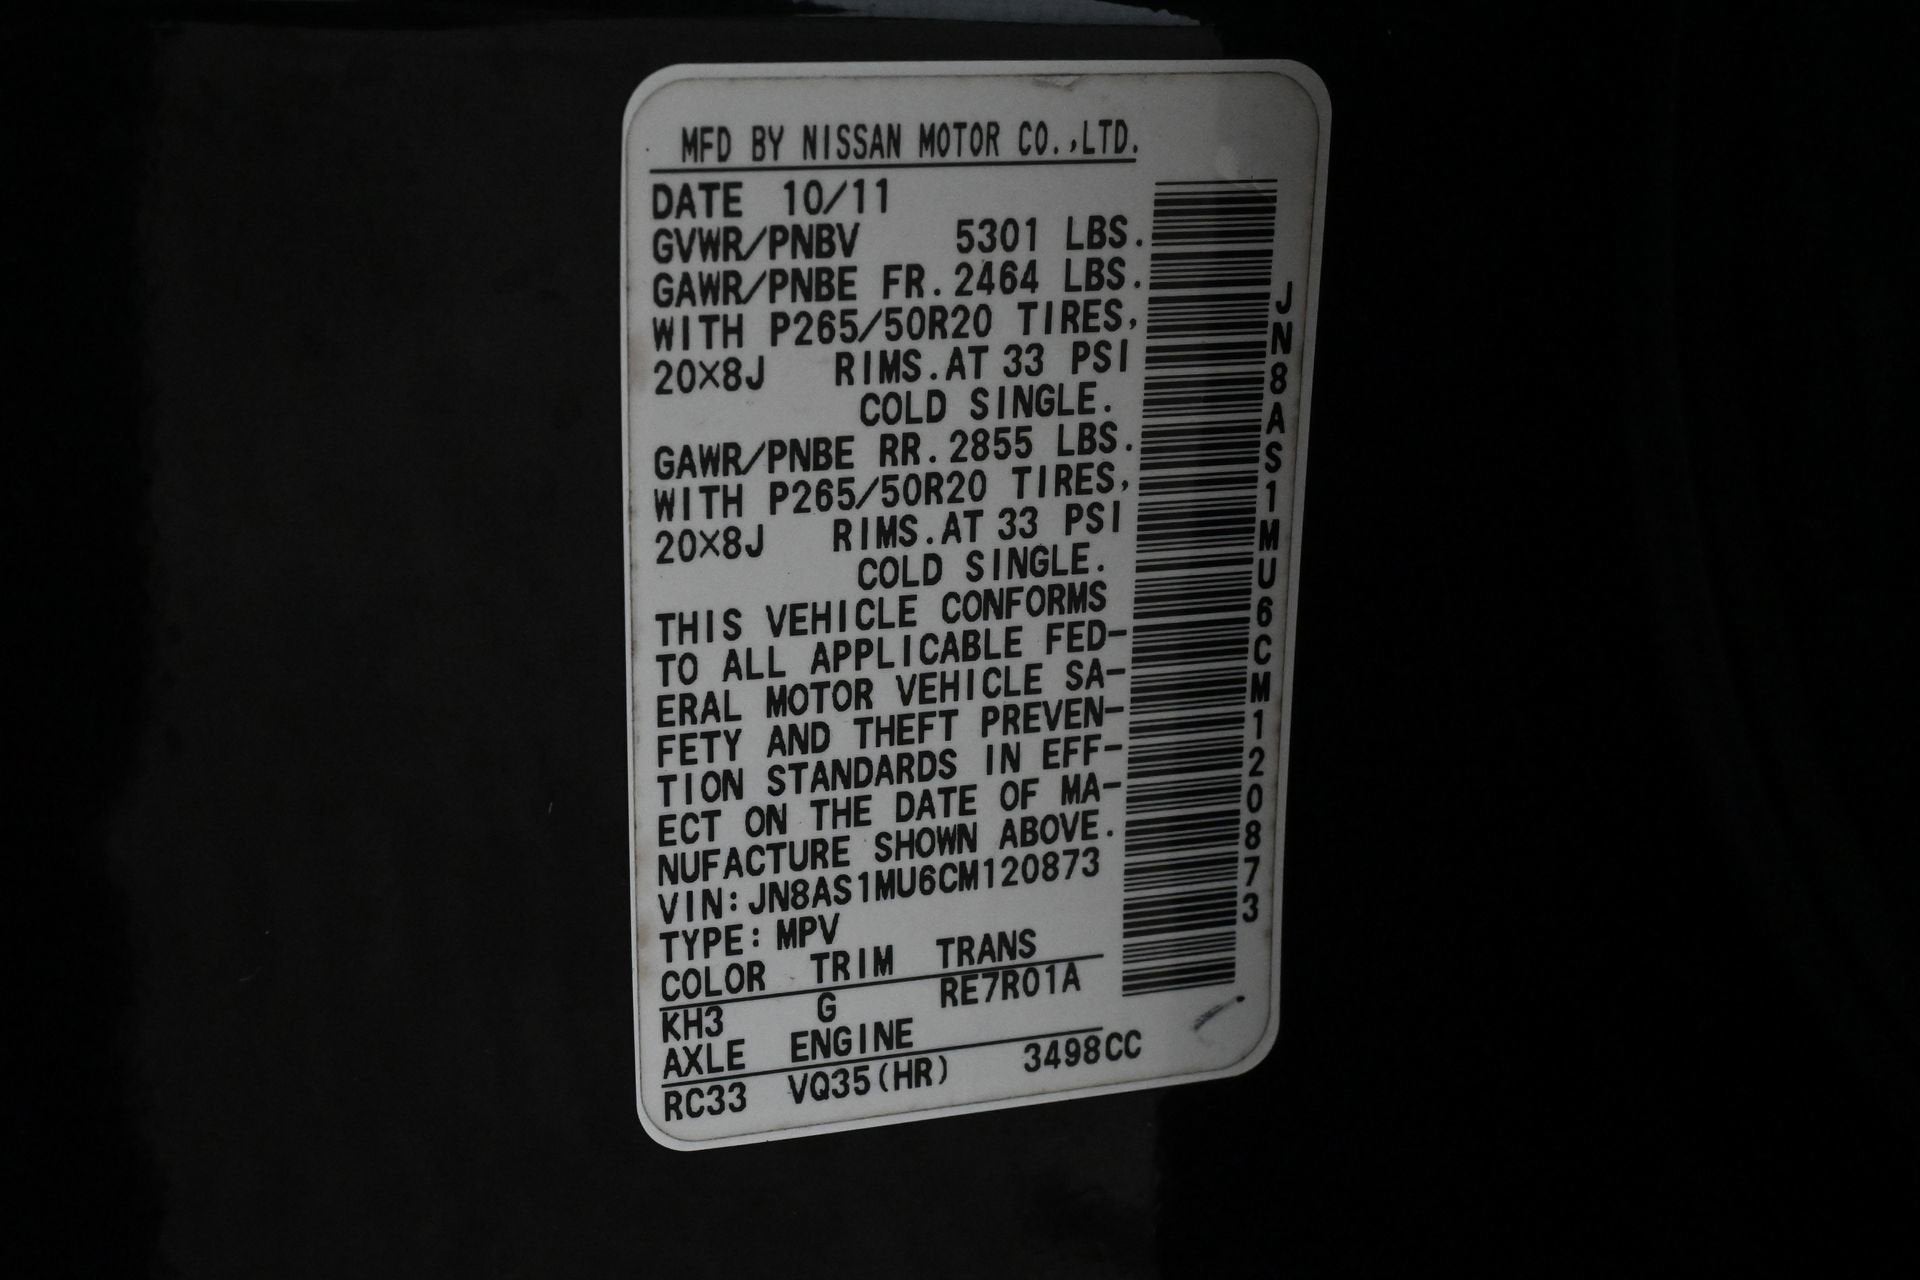 MFD BY NISSAN MOTOR CO.,LTD.
DATE 10/11
GVWR/PNBV 5301 LBS.
GAWR/PNBE FR.2464 LBS.
WITH P265/50R20 TIRES,
20×8J RIMS.AT 33 PSI
COLD SINGLE.
GAWR/PNBE RR.2855 LBS.
WITH P265/50R20 TIRES,
20×8J RIMS.AT 33 PSI
COLD SINGLE.
THIS VEHICLE CONFORMS
TO ALL APPLICABLE FED-
ERAL MOTOR VEHICLE SA-
FETY AND THEFT PREVEN-
TION STANDARDS IN EFF-
ECT ON THE DATE OF MA-
NUFACTURE SHOWN ABOVE.
VIN:JN8AS1MU6CM120873
TYPE:MPV
COLOR TRIM TRANS
KH3 G RE7R01A
AXLE ENGINE
RC33 VQ35(HR) 3498CC
JN8AS1MU6CM120873